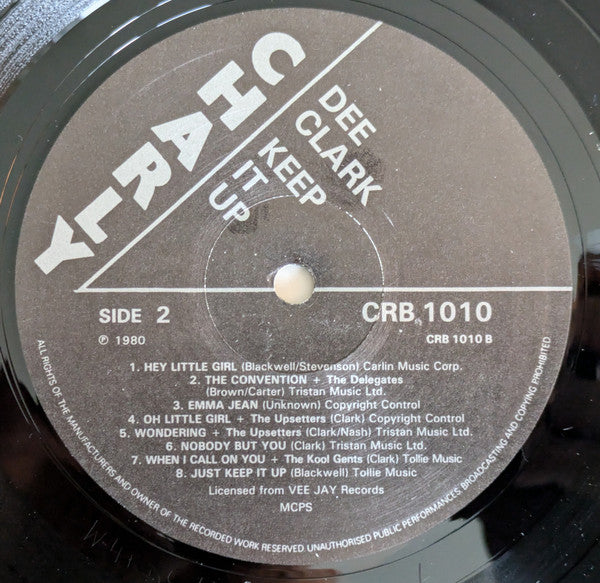 CHARLY
DEE CLARK
KEEP
IT
UP
SIDE 2
℗ 1980
CRB 1010
CRB 1010 B
1. HEY LITTLE GIRL (Blackwell/Stevenson) Carlin Music Corp.
2. THE CONVENTION + The Delegates
(Brown/Carter) Tristan Music Ltd.
3. EMMA JEAN (Unknown) Copyright Control
4. OH LITTLE GIRL + The Upsetters (Clark) Copyright Control
5. WONDERING + The Upsetters (Clark/Nash) Tristan Music Ltd.
6. NOBODY BUT YOU (Clark) Tristan Music Ltd.
7. WHEN I CALL ON YOU + The Kool Gents (Clark) Tollie Music
8. JUST KEEP IT UP (Blackwell) Tollie Music
Licensed from VEE JAY Records
MCPS
ALL RIGHTS OF THE MANUFACTURERS AND OWNER OF THE RECORDED WORK RESERVED UNAUTHORISED PUBLIC PERFORMANCES, BROADCASTING AND COPYING PROHIBITED